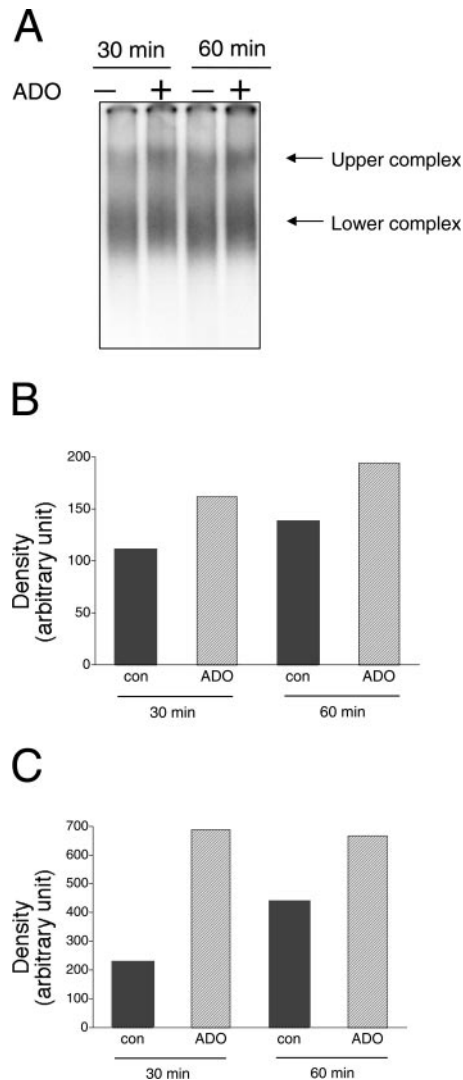 A
30 min 60 min
ADO − + − +
Upper complex
Lower complex
B
Density
(arbitrary unit)
200
150
100
50
0
con ADO con ADO
30 min 60 min
C
Density
(arbitrary unit)
700
600
500
400
300
200
100
0
con ADO con ADO
30 min 60 min